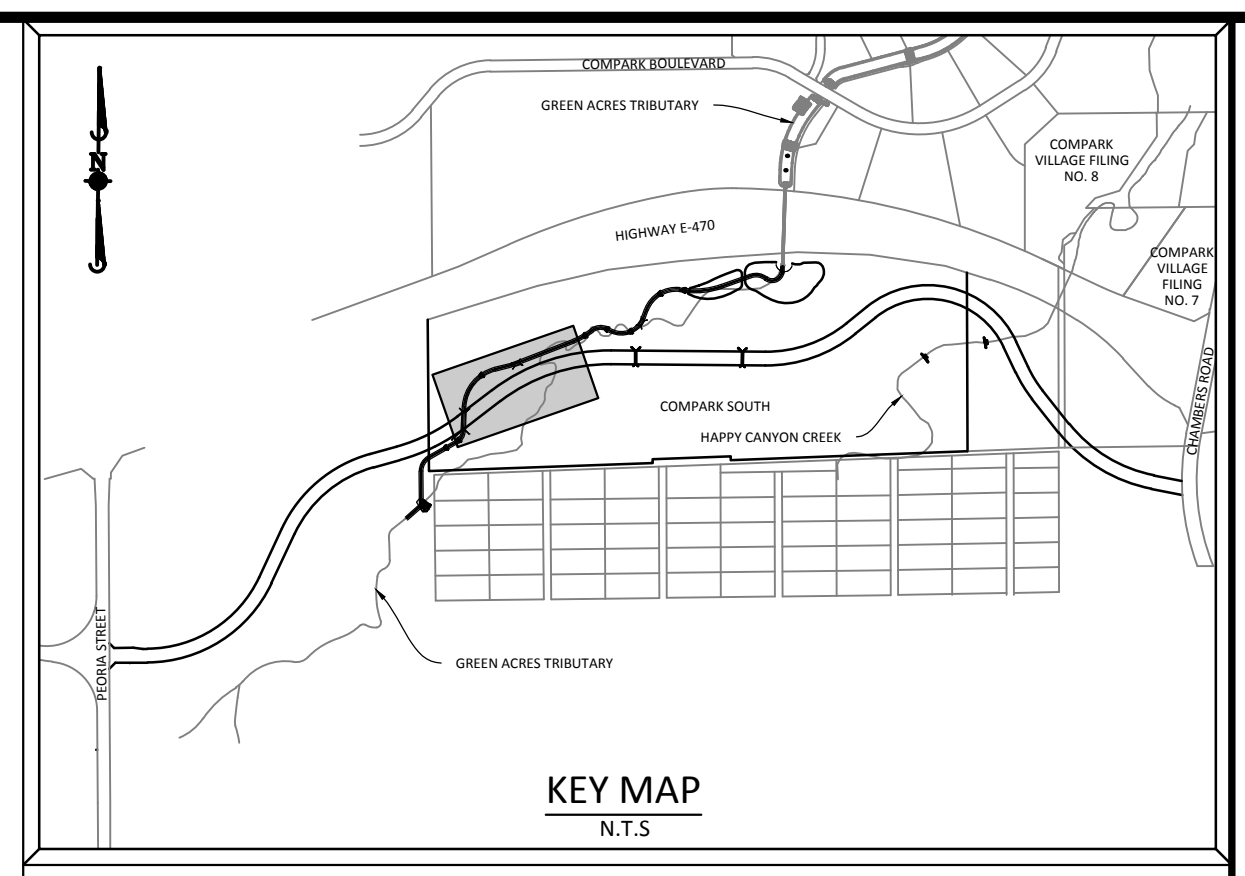 COMPARK BOULEVARD
GREEN ACRES TRIBUTARY
COMPARK
VILLAGE FILING
NO. 8
N
HIGHWAY E-470
COMPARK
VILLAGE
FILING
NO. 7
CHAMBERS ROAD
COMPARK SOUTH
HAPPY CANYON CREEK
PEORIA STREET
GREEN ACRES TRIBUTARY
KEY MAP
N.T.S